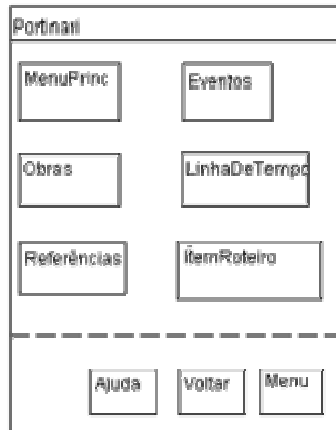 Portinari
MenuPrinc
Eventos
Obras
LinhaDeTempo
Referências
ÍtemRoteiro
Ajuda
Voltar
Menu